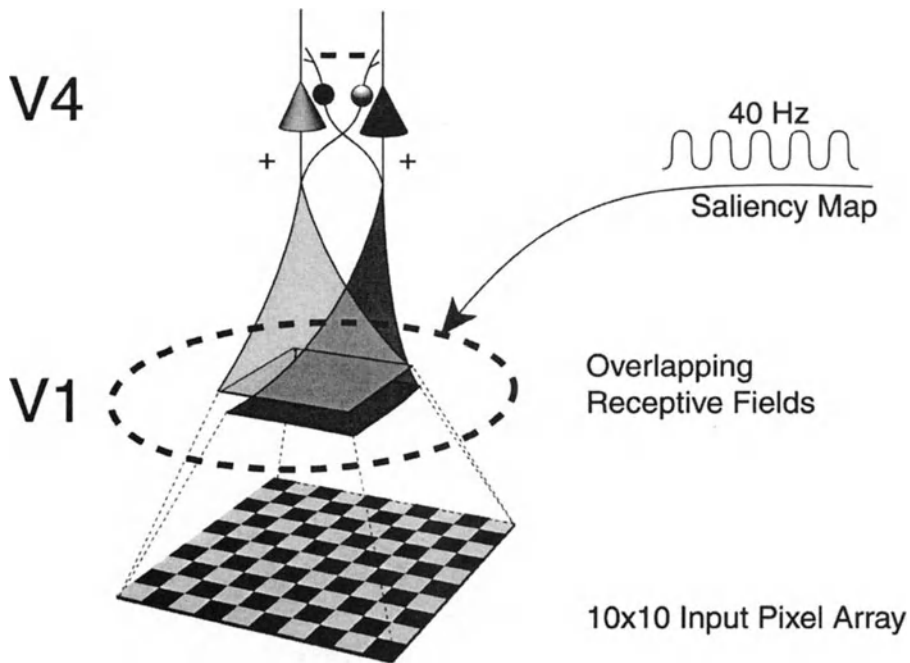 V4
+ +
40 Hz
Saliency Map
V1
Overlapping
Receptive Fields
10x10 Input Pixel Array